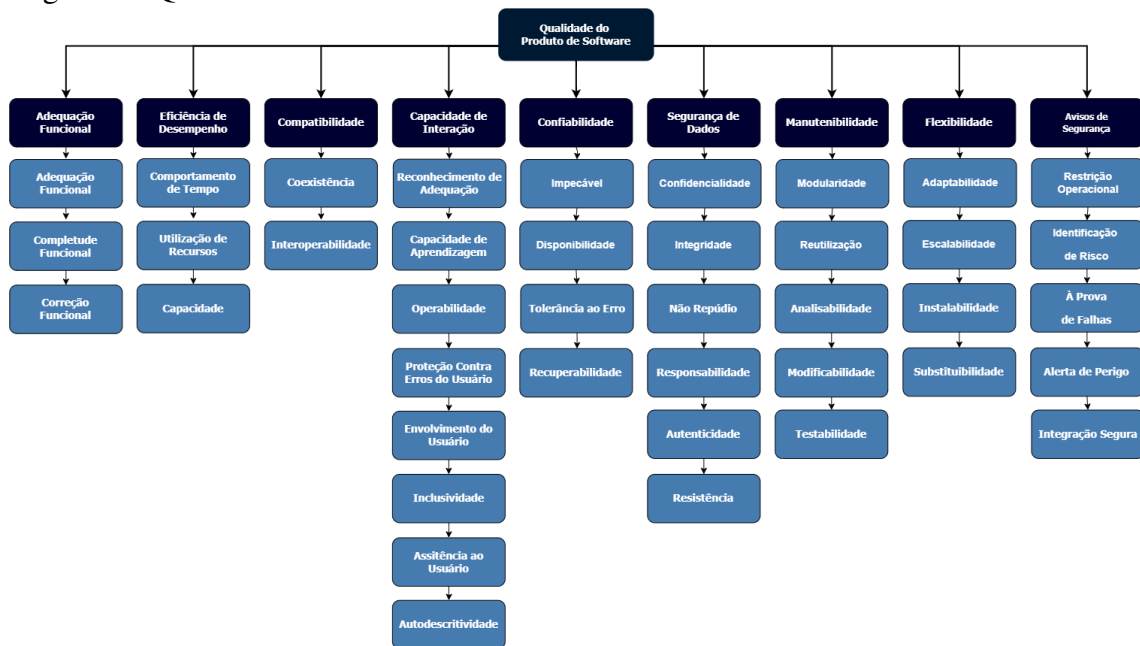 Qualidade do
Produto de Software
Adequação
Funcional
Eficiência de
Desempenho
Compatibilidade
Capacidade de
Interação
Confiabilidade
Segurança de
Dados
Manutenibilidade
Flexibilidade
Avisos de
Segurança
Adequação
Funcional
Completude
Funcional
Correção
Funcional
Comportamento
de Tempo
Utilização de
Recursos
Capacidade
Coexistência
Interoperabilidade
Reconhecimento de
Adequação
Capacidade de
Aprendizagem
Operabilidade
Proteção Contra
Erros do Usuário
Envolvimento do
Usuário
Inclusividade
Assitência ao
Usuário
Autodescritividade
Impecável
Disponibilidade
Tolerância ao Erro
Recuperabilidade
Confidencialidade
Integridade
Não Repúdio
Responsabilidade
Autenticidade
Resistência
Modularidade
Reutilização
Analisabilidade
Modificabilidade
Testabilidade
Adaptabilidade
Escalabilidade
Instalabilidade
Substituibilidade
Restrição
Operacional
Identificação
de Risco
À Prova
de Falhas
Alerta de Perigo
Integração Segura